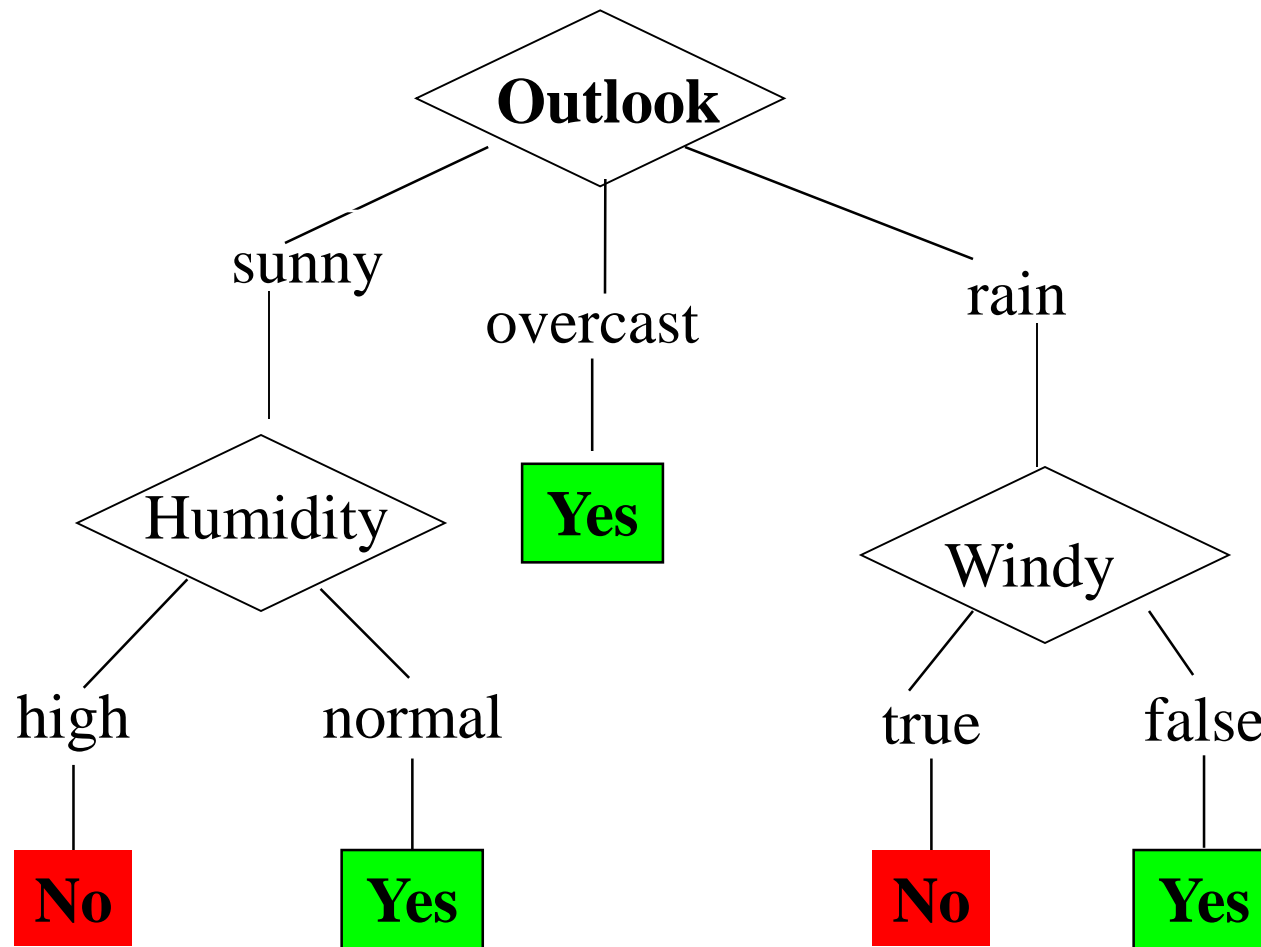 Outlook
sunny
overcast
rain
Humidity
Yes
Windy
high
normal
true
false
No
Yes
No
Yes